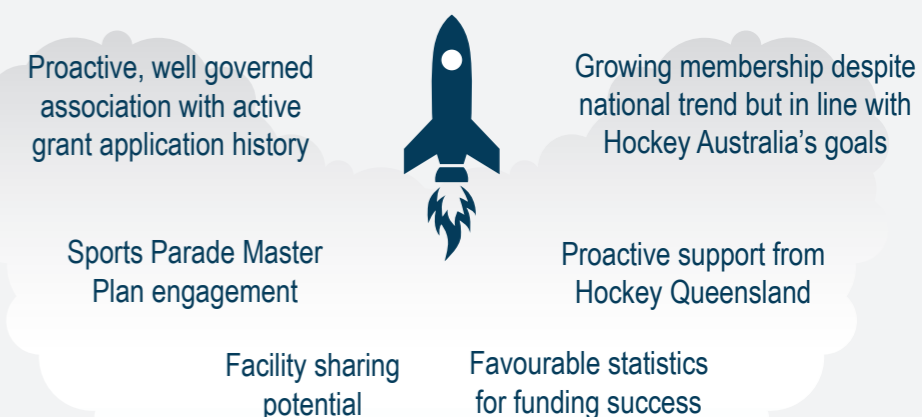 Proactive, well governed
association with active
grant application history
Growing membership despite
national trend but in line with
Hockey Australia's goals
Sports Parade Master
Plan engagement
Proactive support from
Hockey Queensland
Facility sharing
potential
Favourable statistics
for funding success